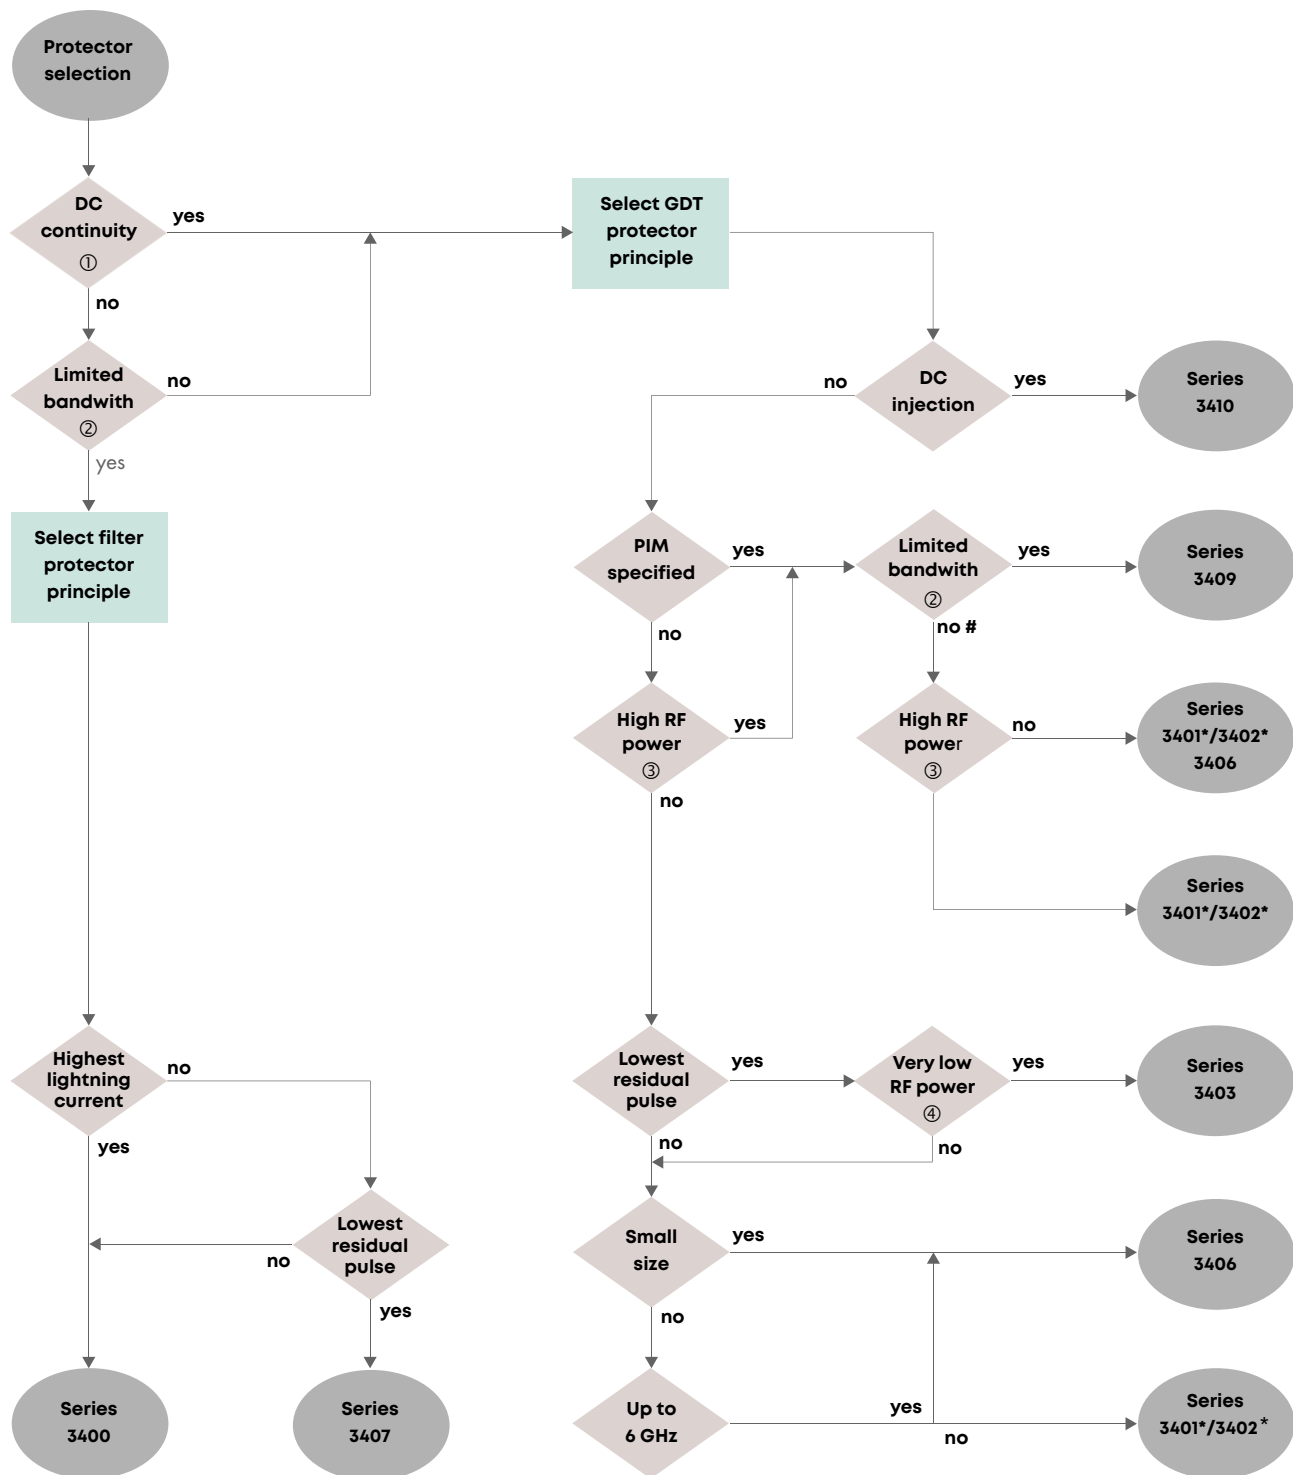 Protector
selection
DC
continuity
①
yes
no
Limited
bandwith
②
no
yes
Select filter
protector
principle
Select GDT
protector
principle
DC
injection
no
yes
Series
3410
PIM
specified
yes
no
Limited
bandwith
②
yes
no #
Series
3409
High RF
power
③
yes
no
High RF
power
③
no
Series
3401*/3402*
3406
Series
3401*/3402*
Highest
lightning
current
no
yes
Lowest
residual
pulse
no
yes
Series
3400
Series
3407
Lowest
residual
pulse
yes
no
Very low
RF power
④
yes
no
Series
3403
Small
size
yes
no
Series
3406
Up to
6 GHz
yes
no
Series
3401*/3402*